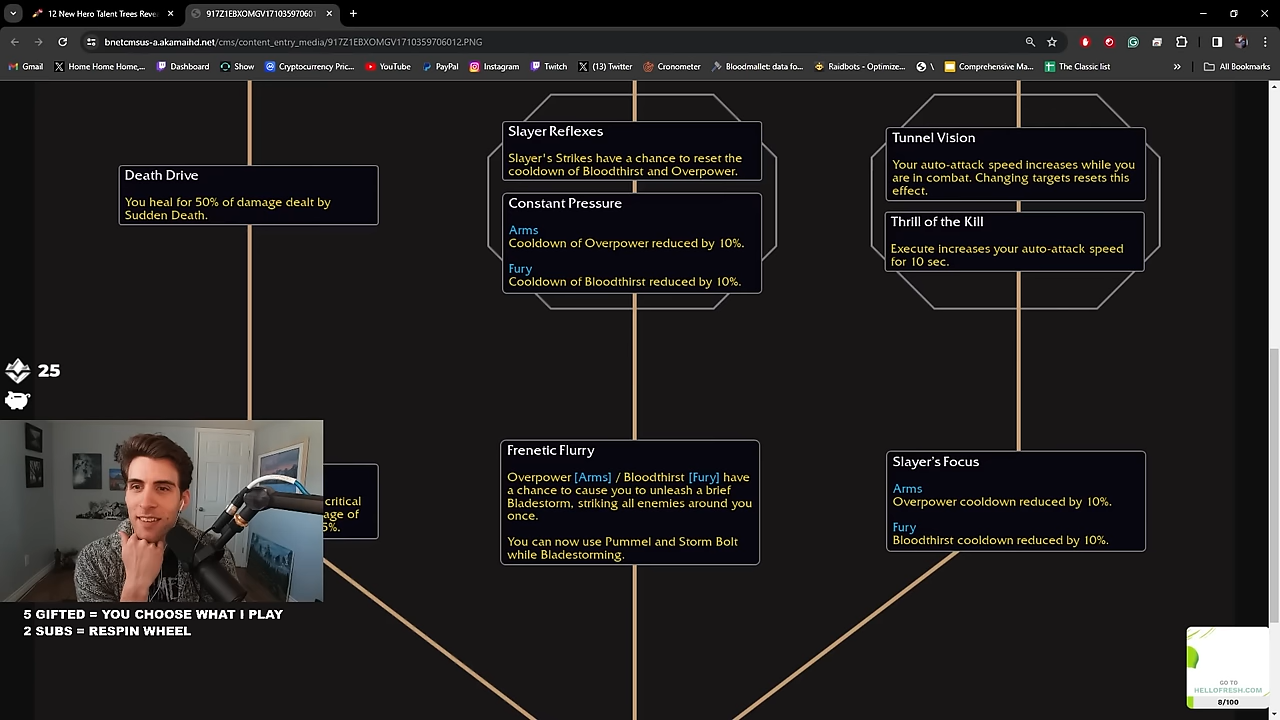 12 New Hero Talent Trees Reve
917Z1EBXOMGV171035970601
bnetcmsus-a.akamaihd.net/cms/content_entry_media/917Z1EBXOMGV1710359706012.PNG
Gmail
Home Home Home,...
Dashboard
Show
Cryptocurrency Pric...
YouTube
PayPal
Instagram
Twitch
(13) Twitter
Cronometer
Bloodmallet: data fo...
Raidbots - Optimize...
\
Comprehensive Ma...
The Classic list
»
All Bookmarks
Death Drive
You heal for 50% of damage dealt by
Sudden Death.
Slayer Reflexes
Slayer's Strikes have a chance to reset the
cooldown of Bloodthirst and Overpower.
Constant Pressure
Arms
Cooldown of Overpower reduced by 10%.
Fury
Cooldown of Bloodthirst reduced by 10%.
Tunnel Vision
Your auto-attack speed increases while you
are in combat. Changing targets resets this
effect.
Thrill of the Kill
Execute increases your auto-attack speed
for 10 sec.
25
critical
age of
5%.
Frenetic Flurry
Overpower [Arms] / Bloodthirst [Fury] have
a chance to cause you to unleash a brief
Bladestorm, striking all enemies around you
once.
You can now use Pummel and Storm Bolt
while Bladestorming.
Slayer's Focus
Arms
Overpower cooldown reduced by 10%.
Fury
Bloodthirst cooldown reduced by 10%.
5 GIFTED = YOU CHOOSE WHAT I PLAY
2 SUBS = RESPIN WHEEL
GO TO
HELLOFRESH.COM
8/100